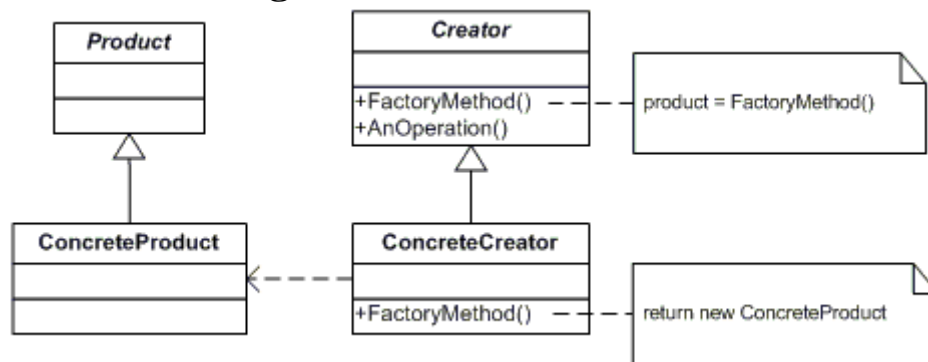 Product
Creator
+FactoryMethod()
+AnOperation()
product = FactoryMethod()
ConcreteProduct
ConcreteCreator
+FactoryMethod()
return new ConcreteProduct